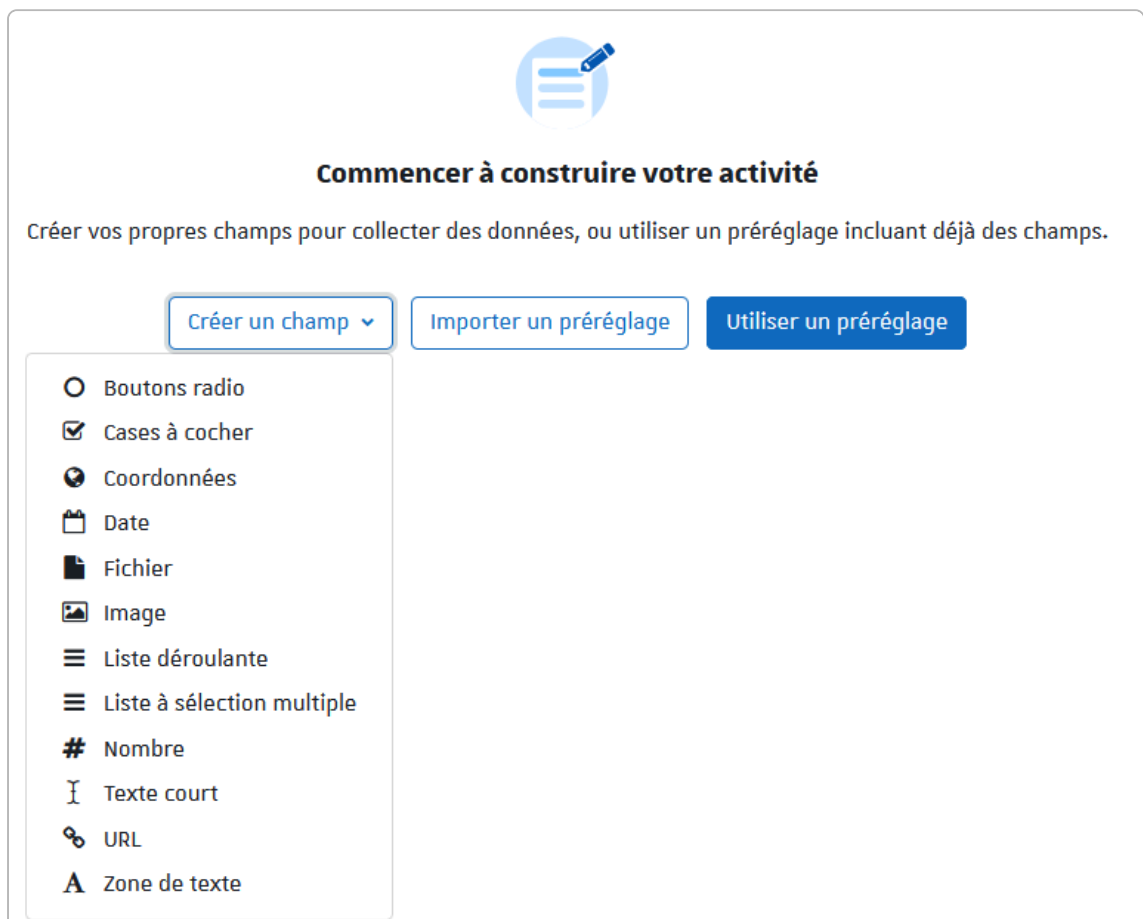 Commencer à construire votre activité
Créer vos propres champs pour collecter des données, ou utiliser un préréglage incluant déjà des champs.
Créer un champ
Importer un préréglage
Utiliser un préréglage
Boutons radio
Cases à cocher
Coordonnées
Date
Fichier
Image
Liste déroulante
Liste à sélection multiple
Nombre
Texte court
URL
Zone de texte